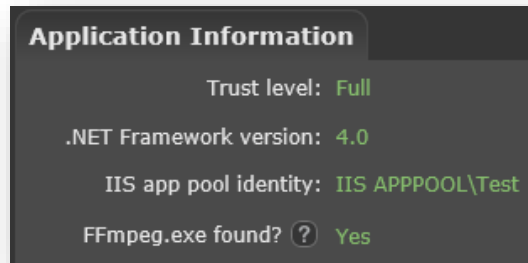 Application Information
Trust level: Full
.NET Framework version: 4.0
IIS app pool identity: IIS APPPOOL\Test
FFmpeg.exe found? ? Yes